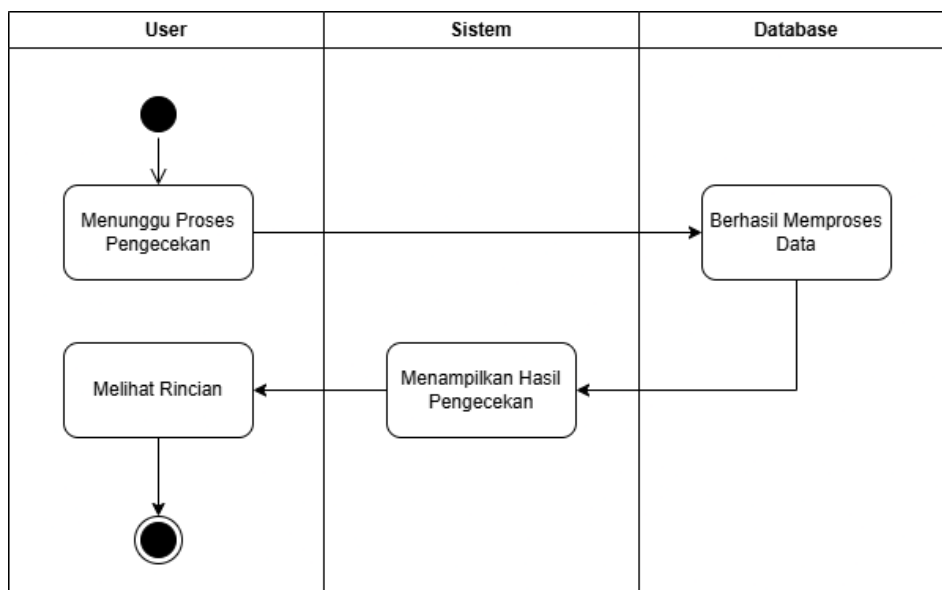 User
Sistem
Database
Menunggu Proses
Pengecekan
Berhasil Memproses
Data
Melihat Rincian
Menampilkan Hasil
Pengecekan